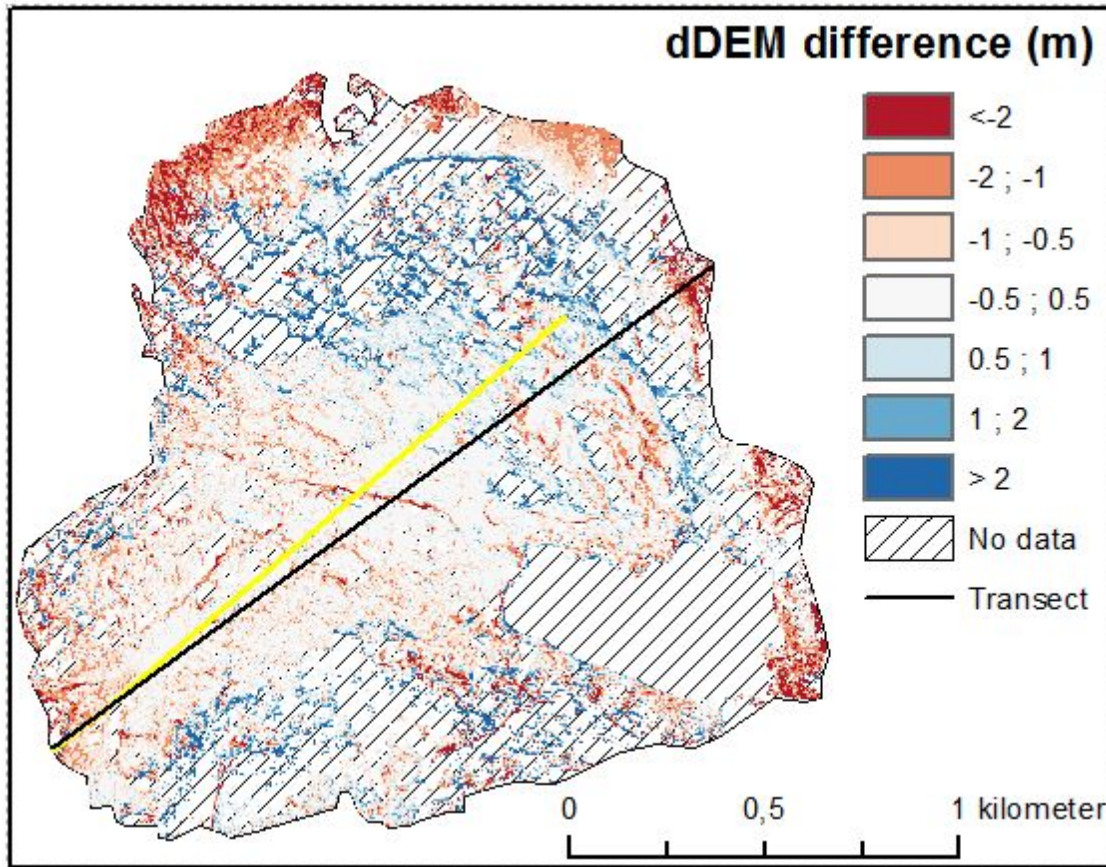 dDEM difference (m)
<-2
-2 ; -1
-1 ; -0.5
-0.5 ; 0.5
0.5 ; 1
1 ; 2
> 2
No data
Transect
0 0,5 1 kilometer